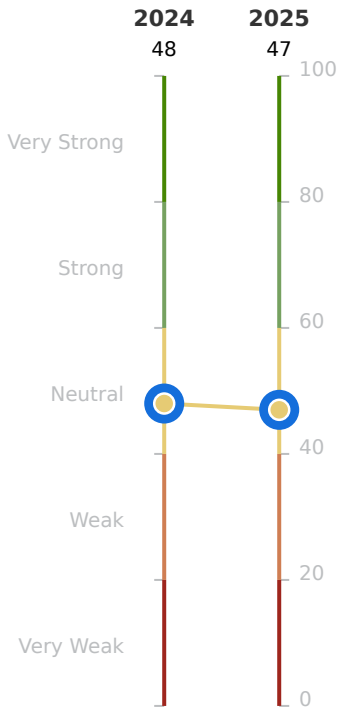 2024 2025
48 47
100
Very Strong
80
Strong
60
Neutral
40
Weak
20
Very Weak
0